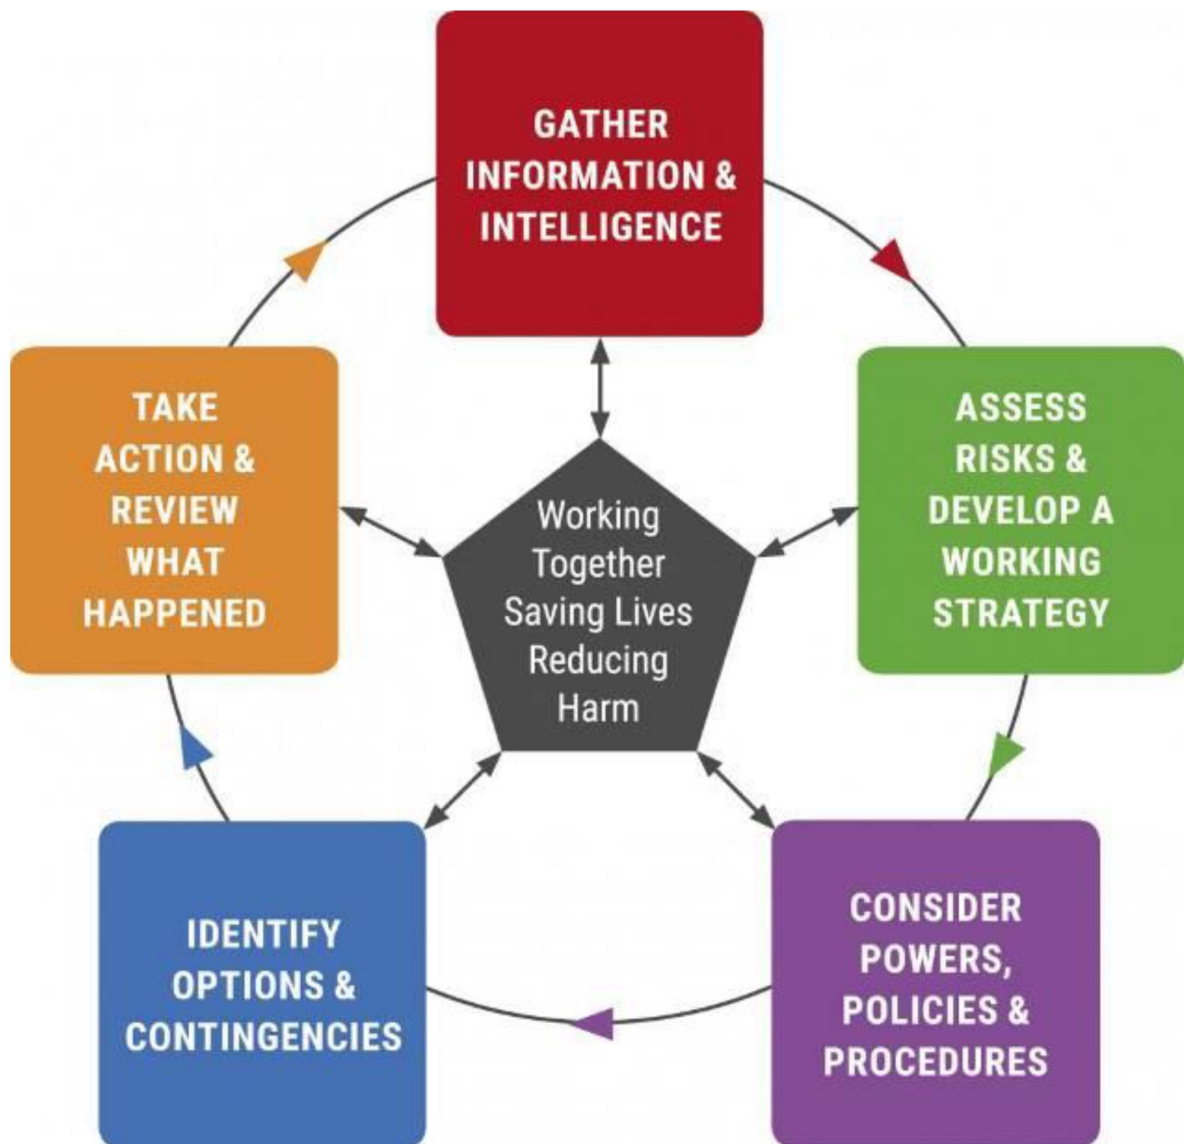 GATHER
INFORMATION &
INTELLIGENCE
ASSESS
RISKS &
DEVELOP A
WORKING
STRATEGY
CONSIDER
POWERS,
POLICIES &
PROCEDURES
IDENTIFY
OPTIONS &
CONTINGENCIES
TAKE
ACTION &
REVIEW
WHAT
HAPPENED
Working
Together
Saving Lives
Reducing
Harm